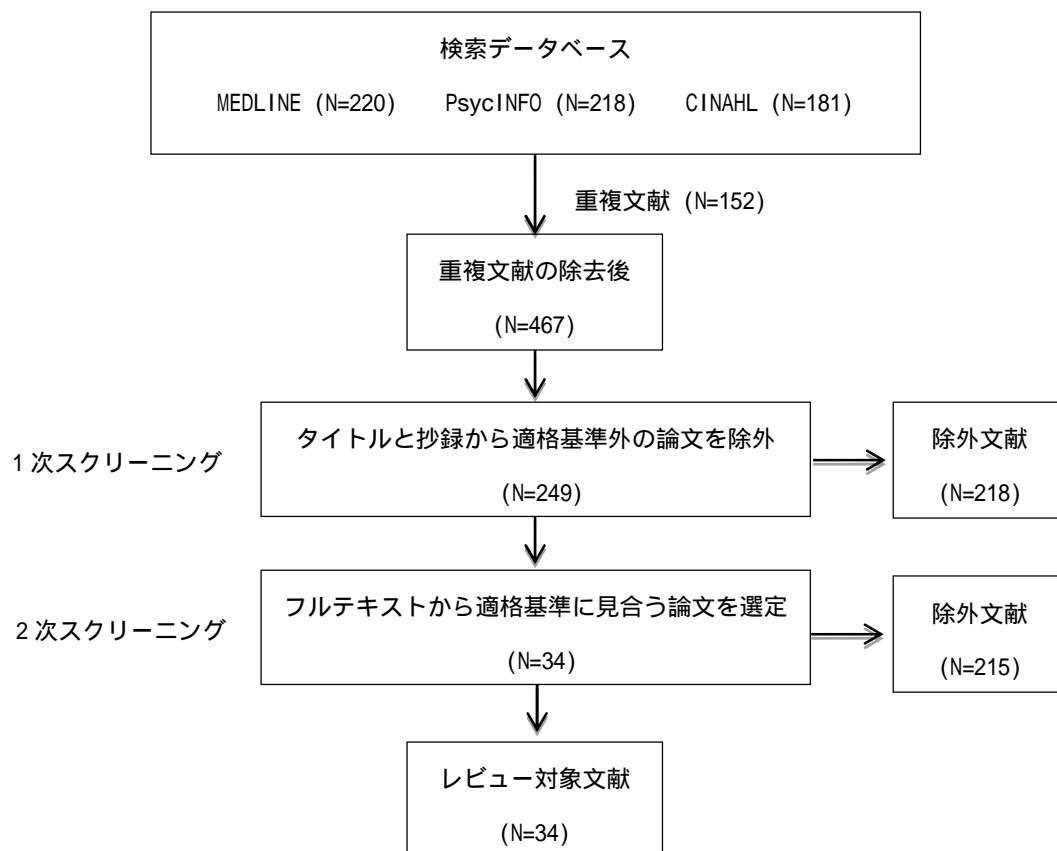 検索データベース
MEDLINE (N=220) PsycINFO (N=218) CINAHL (N=181)
重複文献 (N=152)
重複文献の除去後
(N=467)
1次スクリーニング
タイトルと抄録から適格基準外の論文を除外
(N=249)
除外文献
(N=218)
2次スクリーニング
フルテキストから適格基準に見合う論文を選定
(N=34)
除外文献
(N=215)
レビュー対象文献
(N=34)